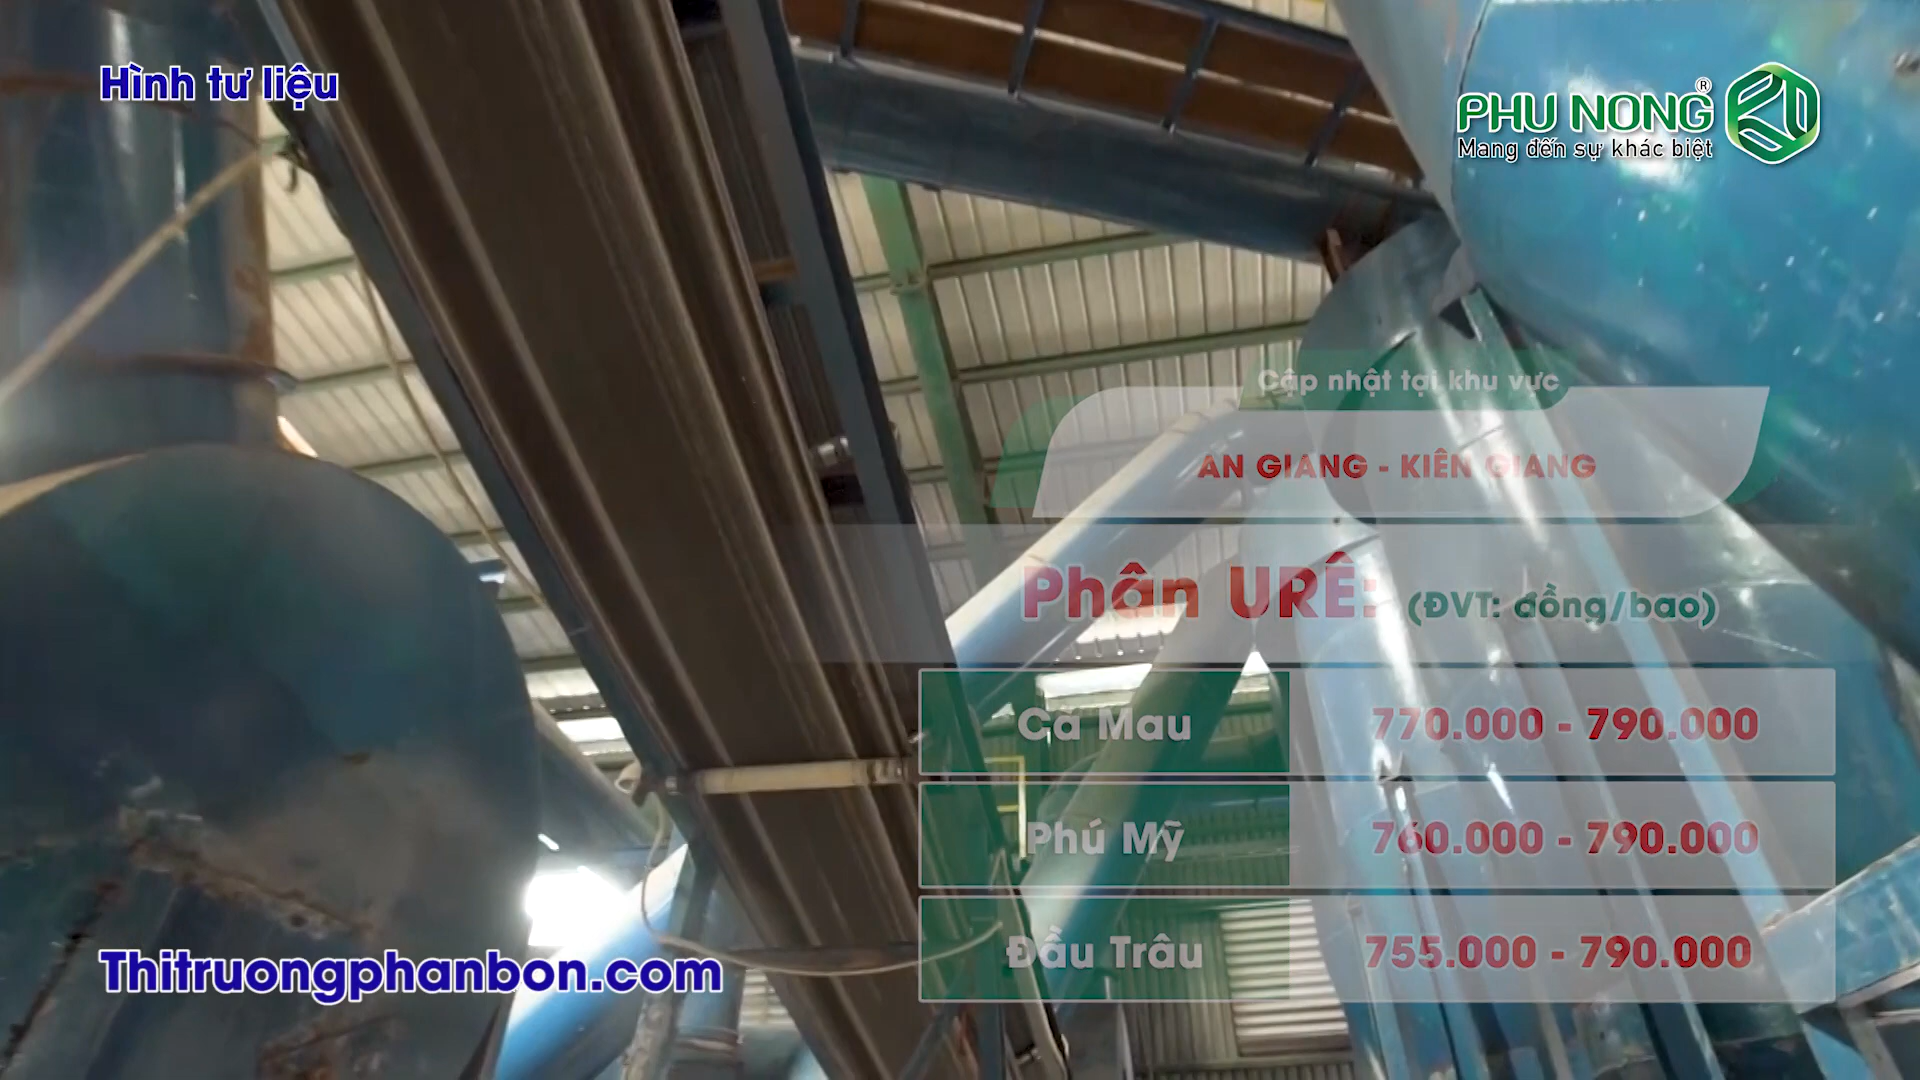 Hình tư liệu
PHU NONG®
Mang đến sự khác biệt
Cập nhật tại khu vực
AN GIANG - KIÊN GIANG
Phân URÊ: (ĐVT: đồng/bao)
Cà Mau 770.000 - 790.000
Phú Mỹ 760.000 - 790.000
Đầu Trâu 755.000 - 790.000
Thitruongphanbon.com